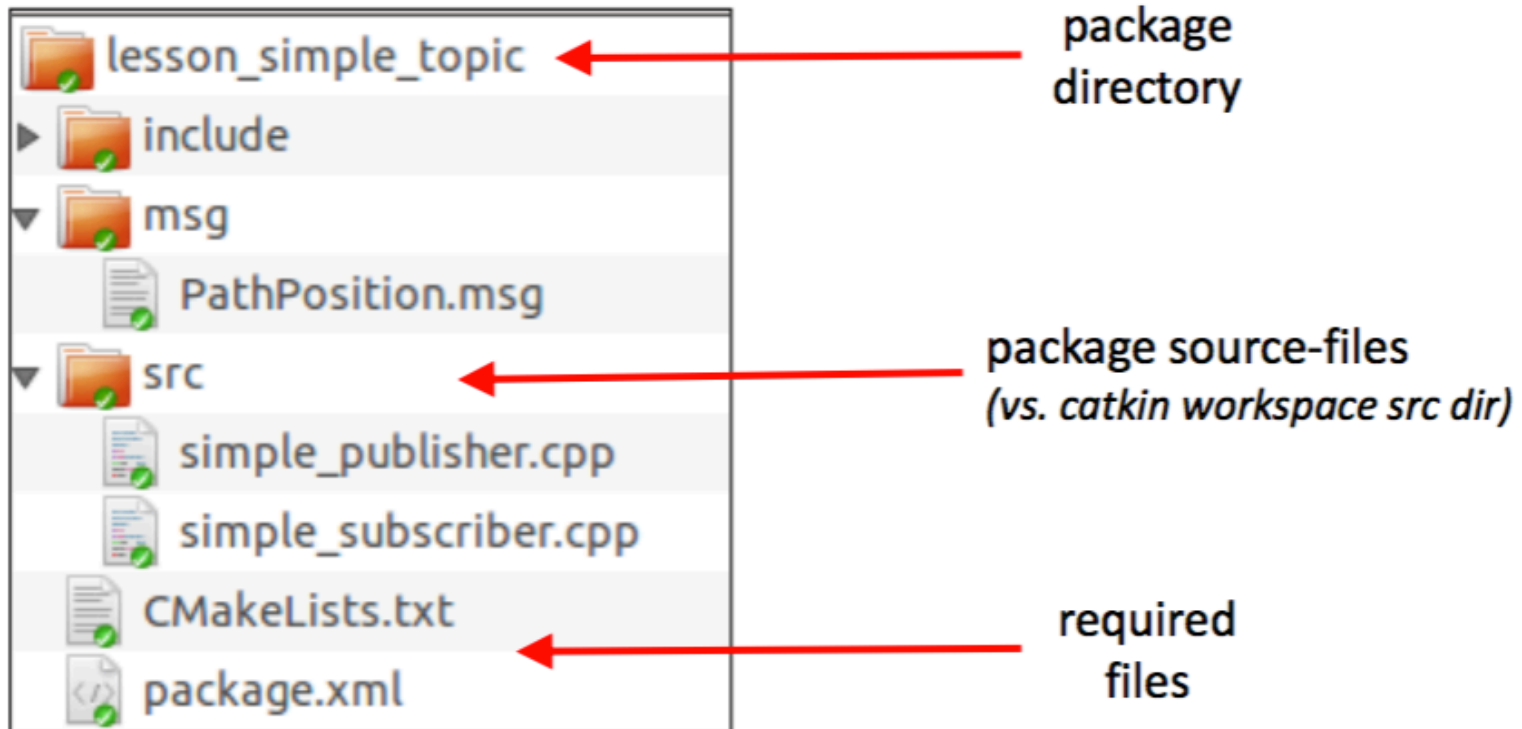 lesson_simple_topic
package
directory
include
msg
PathPosition.msg
src
package source-files
(vs. catkin workspace src dir)
simple_publisher.cpp
simple_subscriber.cpp
CMakeLists.txt
required
files
package.xml